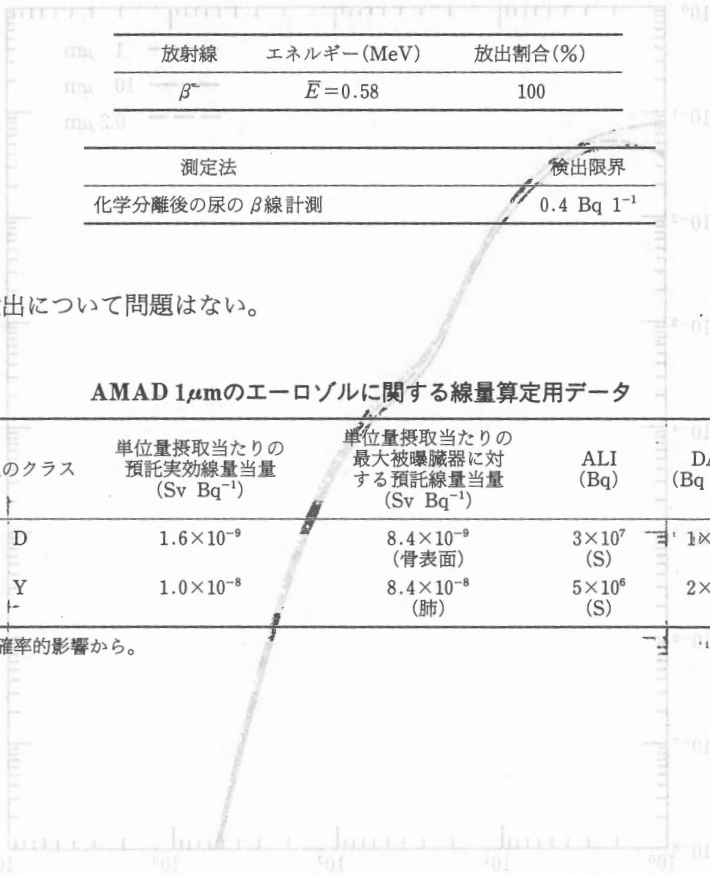 放射線 エネルギー(MeV) 放出割合(%)
β⁻ E̅=0.58 100
測定法 検出限界
化学分離後の尿のβ線計測 0.4 Bq l⁻¹
出について問題はない。
AMAD 1μmのエーロゾルに関する線量算定用データ
のクラス 単位量摂取当たりの預託実効線量当量 (Sv Bq⁻¹) 単位量摂取当たりの最大被曝臓器に対する預託線量当量 (Sv Bq⁻¹) ALI (Bq) DA (Bq
D 1.6×10⁻⁹ 8.4×10⁻⁹ (骨表面) 3×10⁷ (S) 1×
Y 1.0×10⁻⁸ 8.4×10⁻⁸ (肺) 5×10⁶ (S) 2×
確率的影響から。